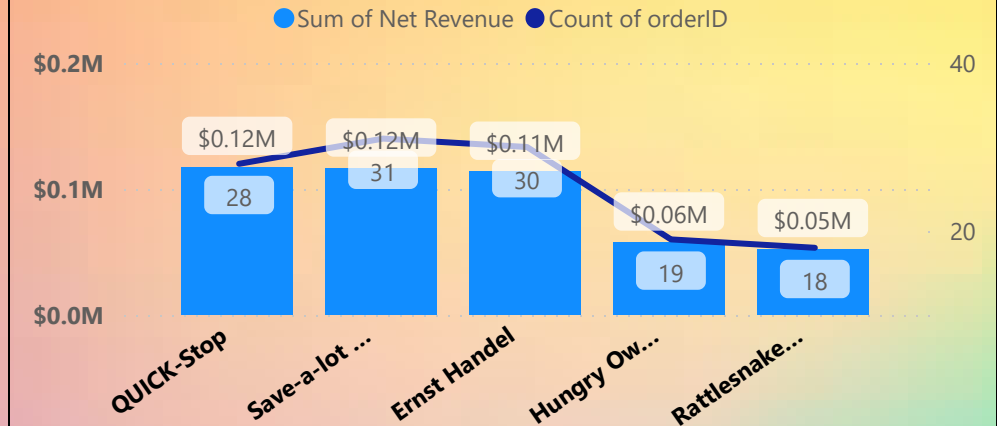 Sum of Net Revenue Count of orderID
$0.2M
40
$0.12M
$0.12M
$0.11M
31
30
28
$0.1M
$0.06M
$0.05M
20
19
18
$0.0M
QUICK-Stop
Save-a-lot ...
Ernst Handel
Hungry Ow...
Rattlesnake...